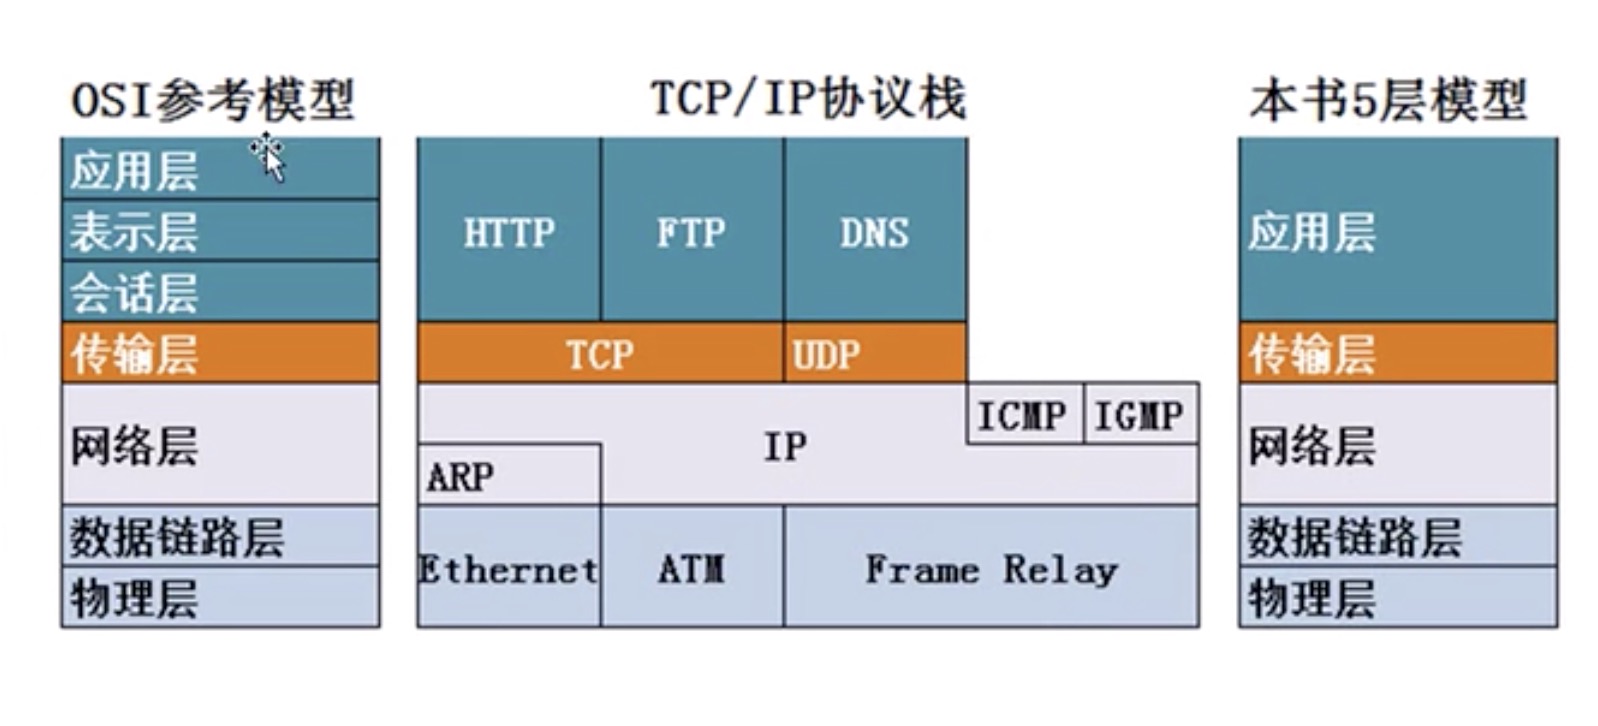 OSI参考模型
应用层
表示层
会话层
传输层
网络层
数据链路层
物理层
TCP/IP协议栈
HTTP
FTP
DNS
TCP
UDP
ICMP
IGMP
IP
ARP
Ethernet
ATM
Frame Relay
本书5层模型
应用层
传输层
网络层
数据链路层
物理层